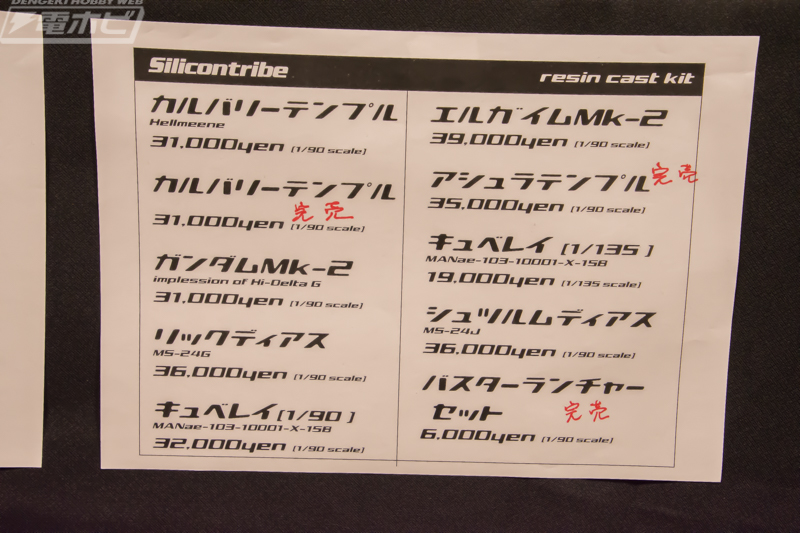 DENGEKI HOBBY WEB
電ホビ
Silicontribe
resin cast kit
カルバリーテンプル
Hellmeene
31,000yen [1/90 scale]
カルバリーテンプル
完売
31,000yen [1/90 scale]
ガンダムMk-2
implession of Hi-Delta G
31,000yen [1/90 scale]
リックディアス
MS-24G
36,000yen [1/90 scale]
キュベレイ [1/90 ]
MANae-103-10001-X-15B
32,000yen [1/90 scale]
エルガイムMk-2
39,000yen [1/90 scale]
アシュラテンプル 完売
35,000yen [1/90 scale]
キュベレイ [1/135 ]
MANae-103-10001-X-15B
19,000yen [1/135 scale]
シュツルムディアス
MS-24J
36,000yen [1/90 scale]
バスターランチャー
セット 完売
6,000yen [1/90 scale]